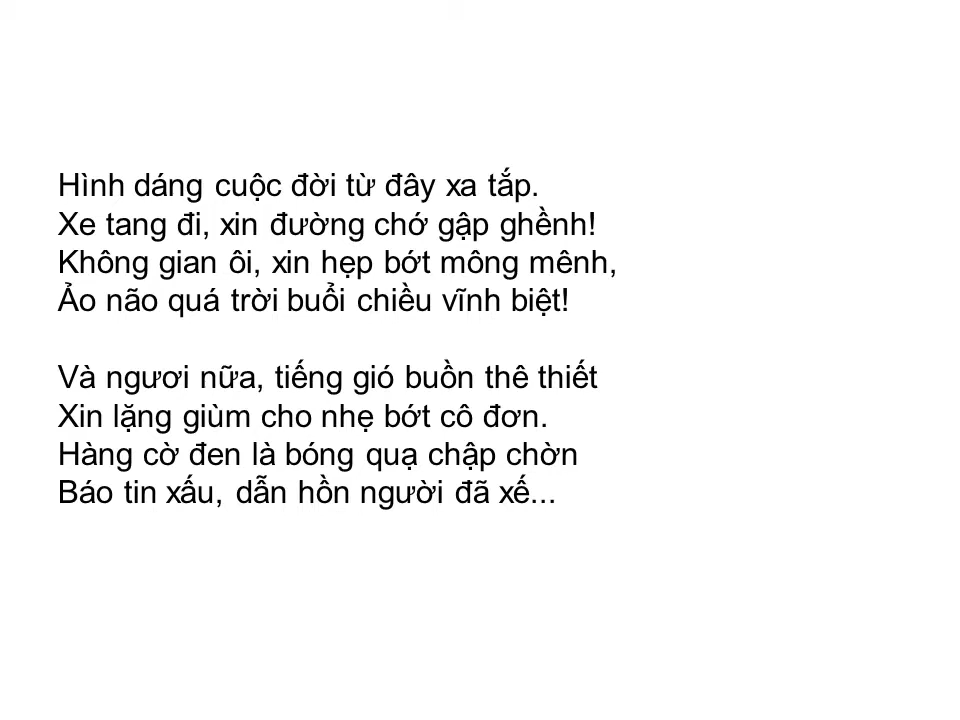 Hình dáng cuộc đời từ đây xa tắp.
Xe tang đi, xin đường chớ gập ghềnh!
Không gian ôi, xin hẹp bớt mông mênh,
Ảo não quá trời buổi chiều vĩnh biệt!
Và ngươi nữa, tiếng gió buồn thê thiết
Xin lặng giùm cho nhẹ bớt cô đơn.
Hàng cờ đen là bóng quạ chập chờn
Báo tin xấu, dẫn hồn người đã xế...